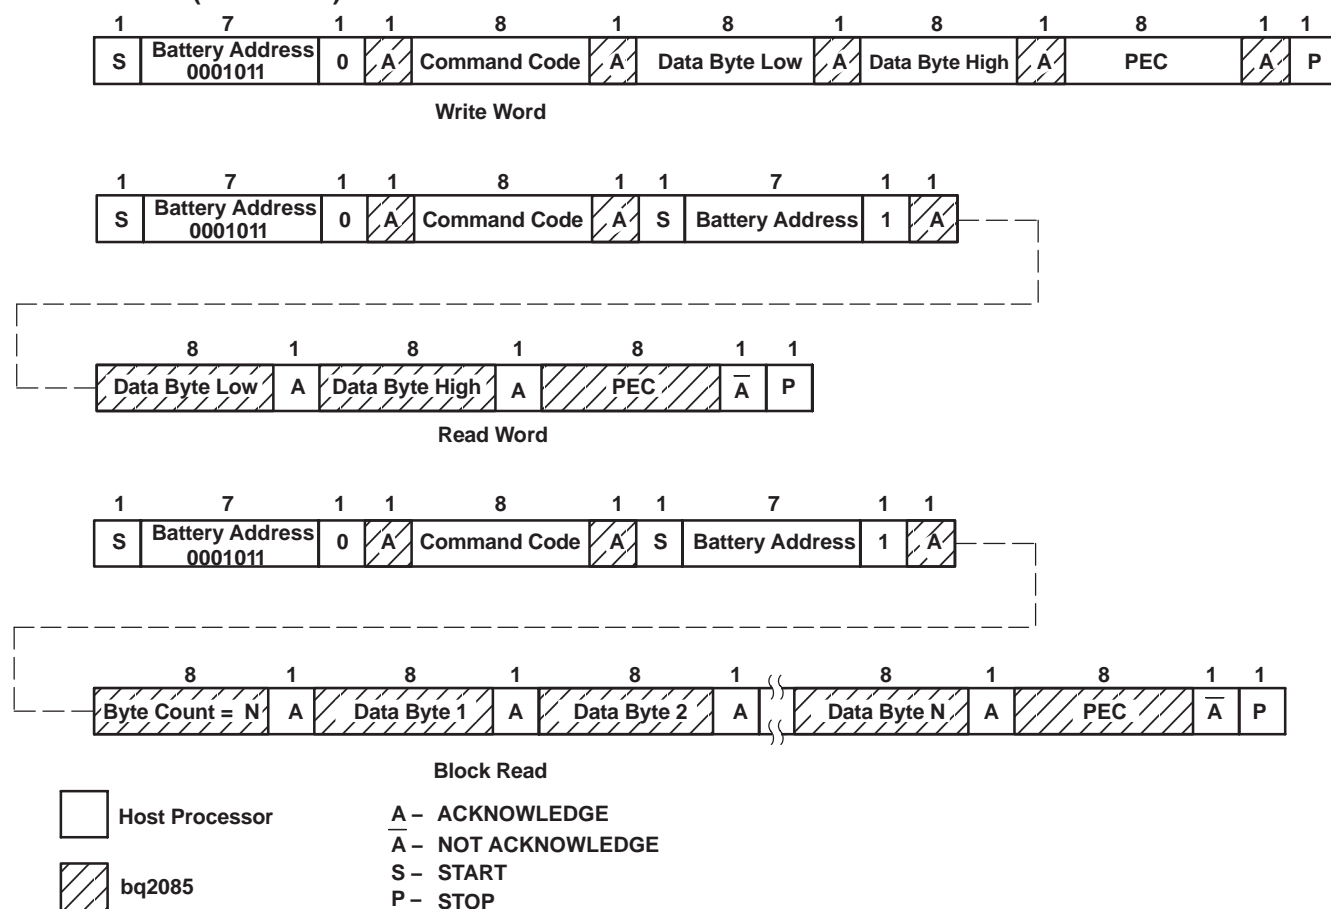 1 7 1 1 8 1 8 1 8 1 8 1 1
S Battery Address 0 A Command Code A Data Byte Low A Data Byte High A PEC A P
0001011
Write Word
1 7 1 1 8 1 1 7 1 1
S Battery Address 0 A Command Code A S Battery Address 1 A
0001011
8 1 8 1 8 1 1
Data Byte Low A Data Byte High A PEC A̅ P
Read Word
1 7 1 1 8 1 1 7 1 1
S Battery Address 0 A Command Code A S Battery Address 1 A
0001011
8 1 8 1 8 1 8 1 8 1 1
Byte Count = N A Data Byte 1 A Data Byte 2 A Data Byte N A PEC A̅ P
Block Read
Host Processor
bq2085
A – ACKNOWLEDGE
A̅ – NOT ACKNOWLEDGE
S – START
P – STOP